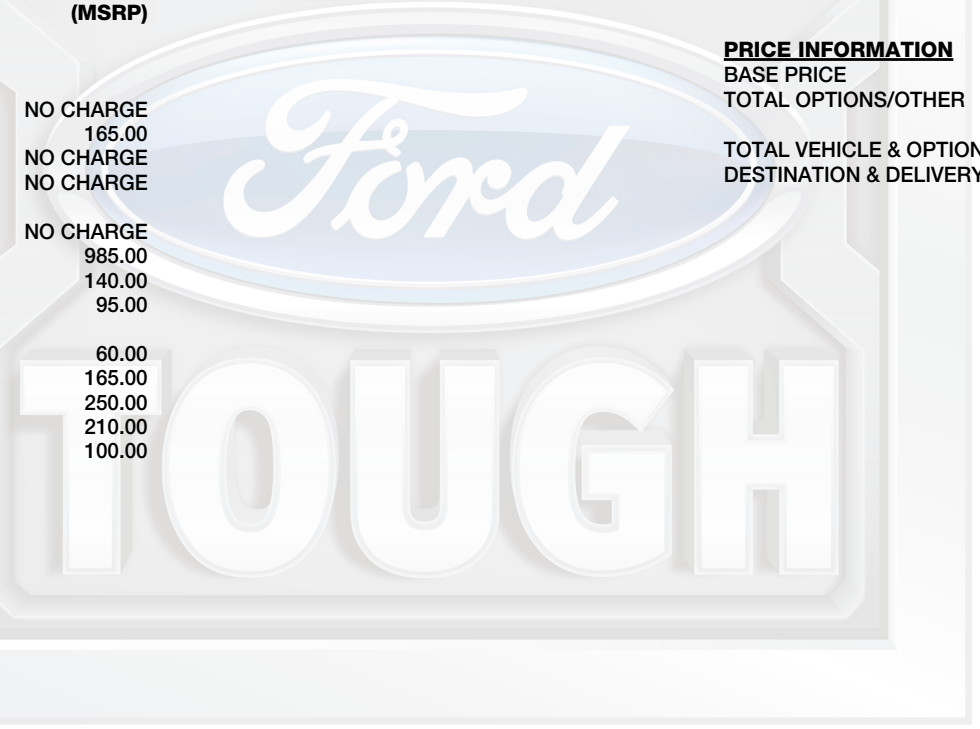 (MSRP)
NO CHARGE
165.00
NO CHARGE
NO CHARGE
NO CHARGE
985.00
140.00
95.00
60.00
165.00
250.00
210.00
100.00
PRICE INFORMATION
BASE PRICE
TOTAL OPTIONS/OTHER
TOTAL VEHICLE & OPTION
DESTINATION & DELIVERY
Ford
TOUGH